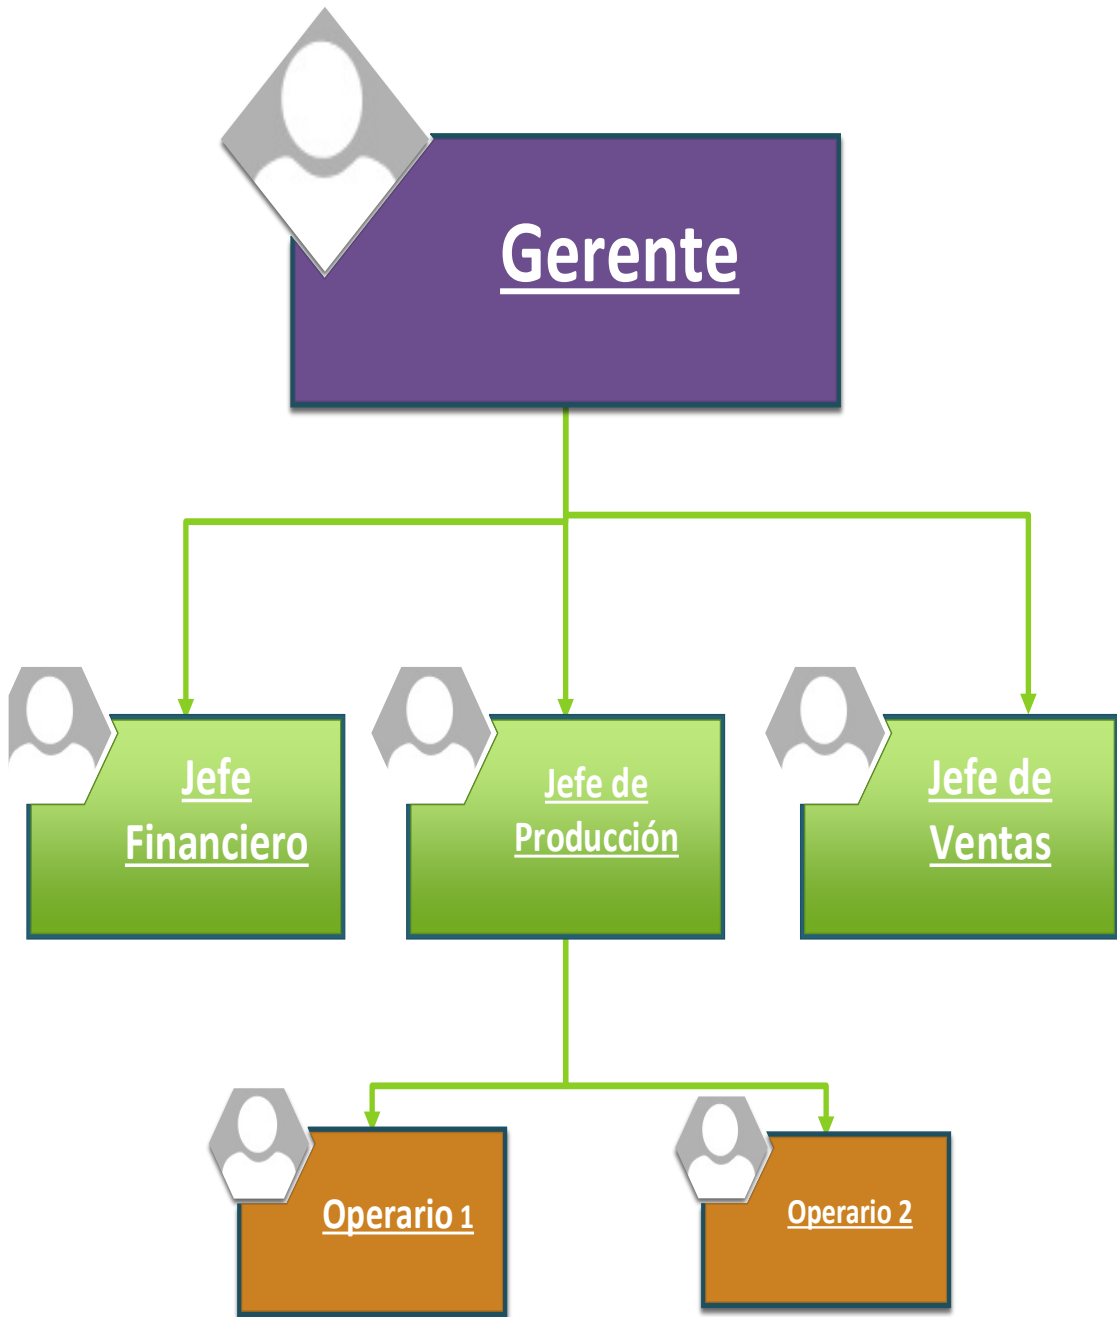 Gerente
Jefe
Financiero
Jefe de
Producción
Jefe de
Ventas
Operario 1
Operario 2